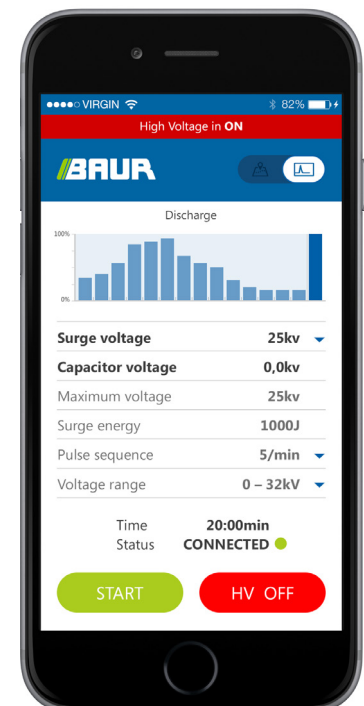 VIRGIN 82%
High Voltage in ON
BAUR
Discharge
100%
0%
Surge voltage 25kv
Capacitor voltage 0,0kv
Maximum voltage 25kv
Surge energy 1000J
Pulse sequence 5/min
Voltage range 0 – 32kV
Time 20:00min
Status CONNECTED
START HV OFF